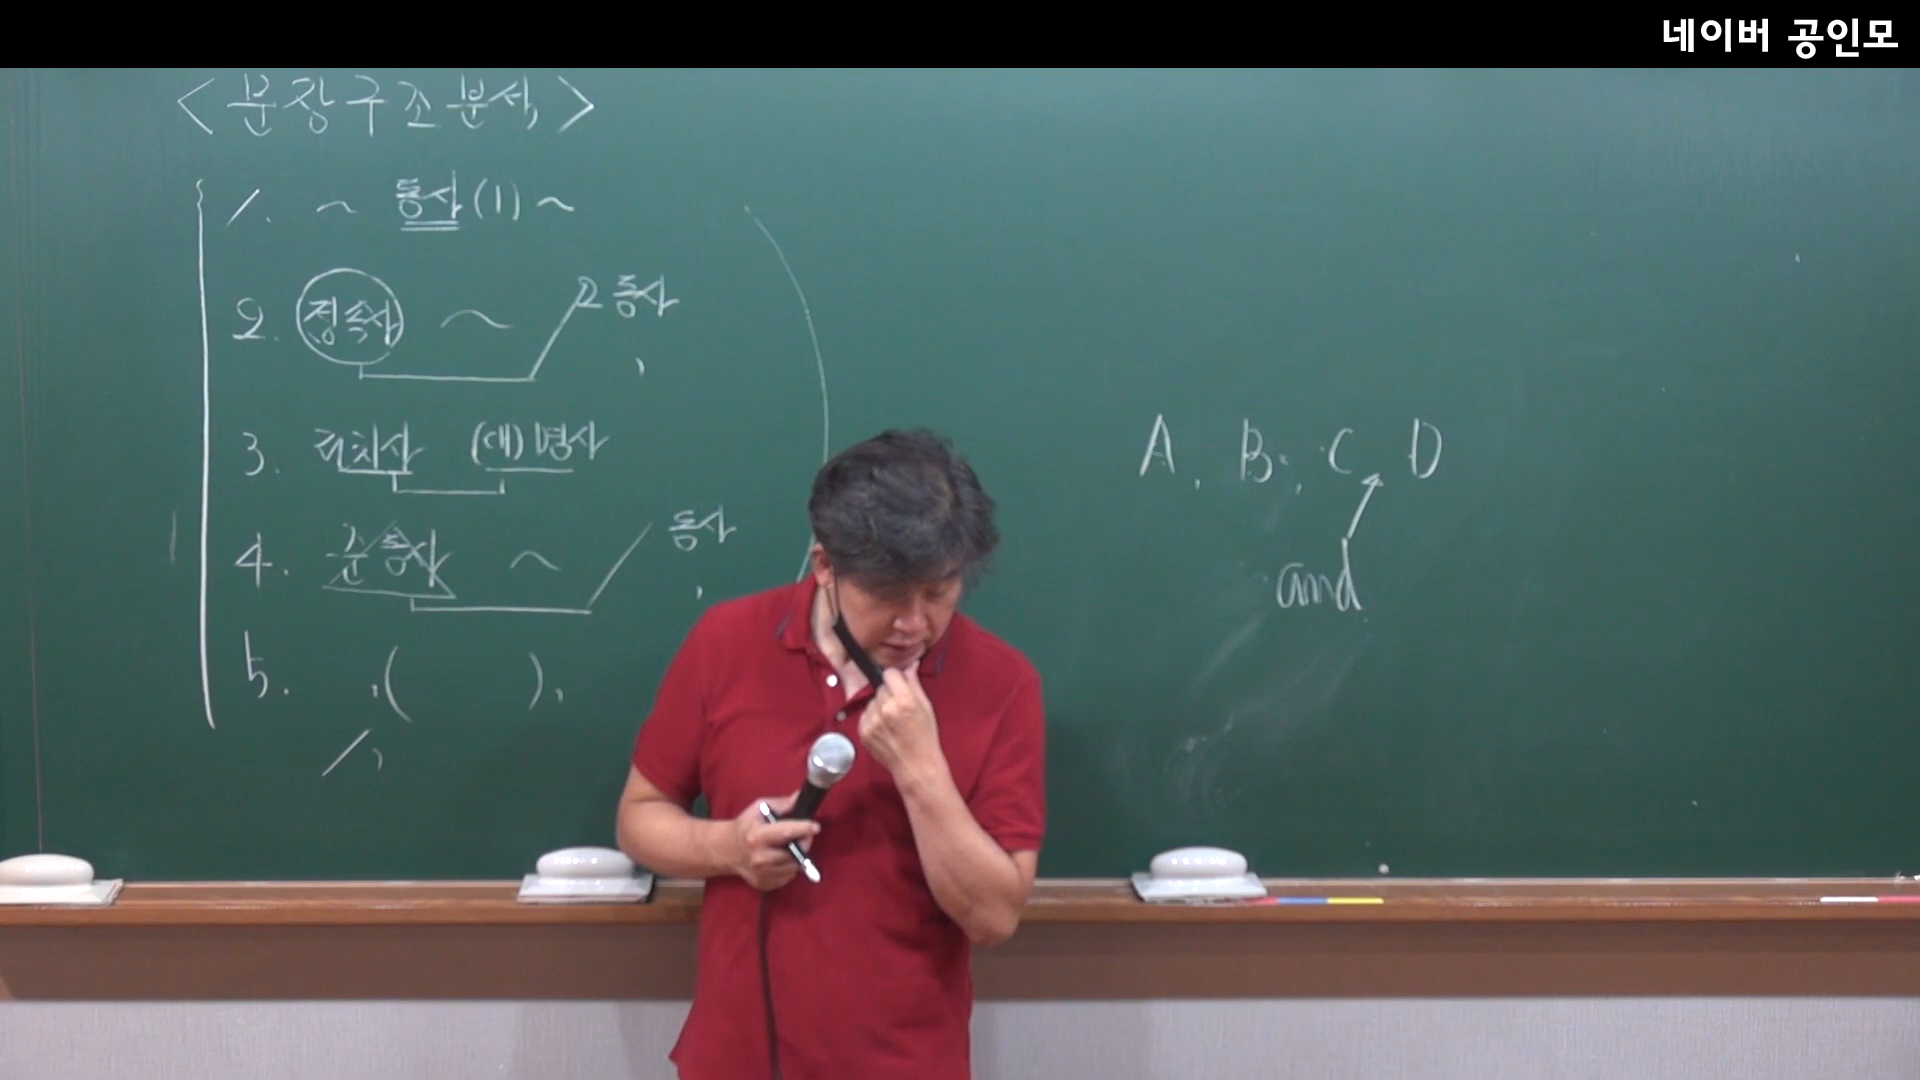 네이버 공인모
<문장구조분석>
1. ~ 동사(1) ~
2. 접속사 ~ 2 동사
,
3. 전치사 (대)명사
4. 준동사 ~ 동사
,
5. , ( ) ,
/,
A, B, C D
and